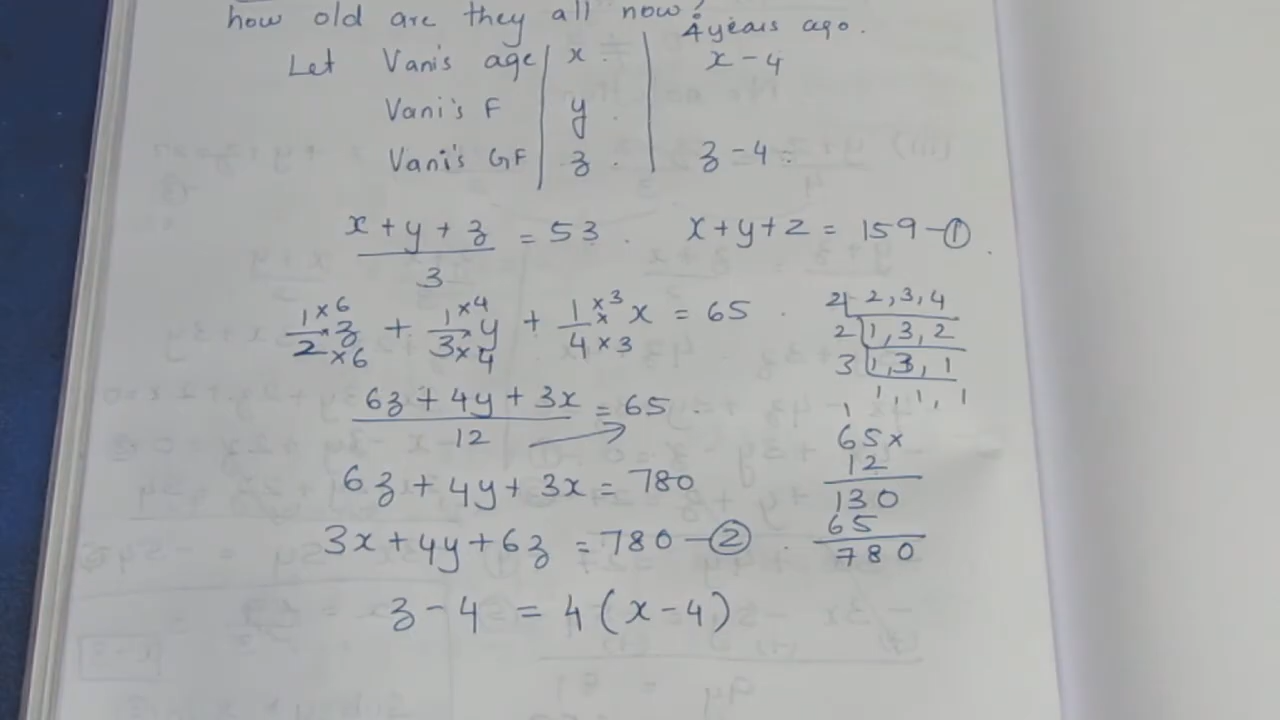 how old are they all now?
4 years ago.
Let Vani's age | x | x - 4
Vani's F | y
Vani's GF | z | z - 4
x + y + z / 3 = 53. x + y + z = 159 - ①
1×6 / 2×6 z + 1×4 / 3×4 y + 1×3 / 4×3 x = 65
2 | 2, 3, 4
2 | 1, 3, 2
3 | 1, 3, 1
1, 1, 1
6z + 4y + 3x / 12 = 65
6z + 4y + 3x = 780
3x + 4y + 6z = 780 - ②
65×
12
130
65
780
z - 4 = 4(x - 4)